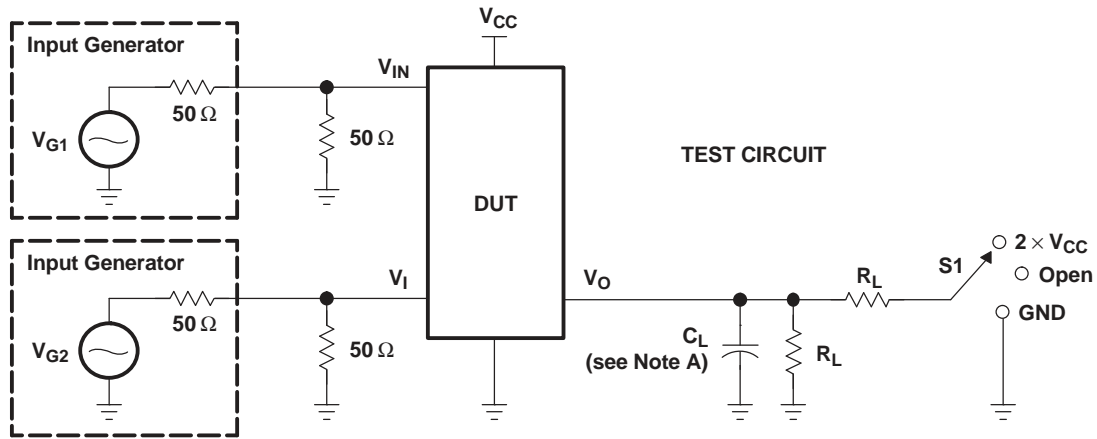 V_CC
Input Generator
V_IN
50 Ω
V_G1
50 Ω
TEST CIRCUIT
DUT
Input Generator
V_I
V_O
50 Ω
V_G2
50 Ω
C_L
(see Note A)
R_L
R_L
S1
2 × V_CC
Open
GND